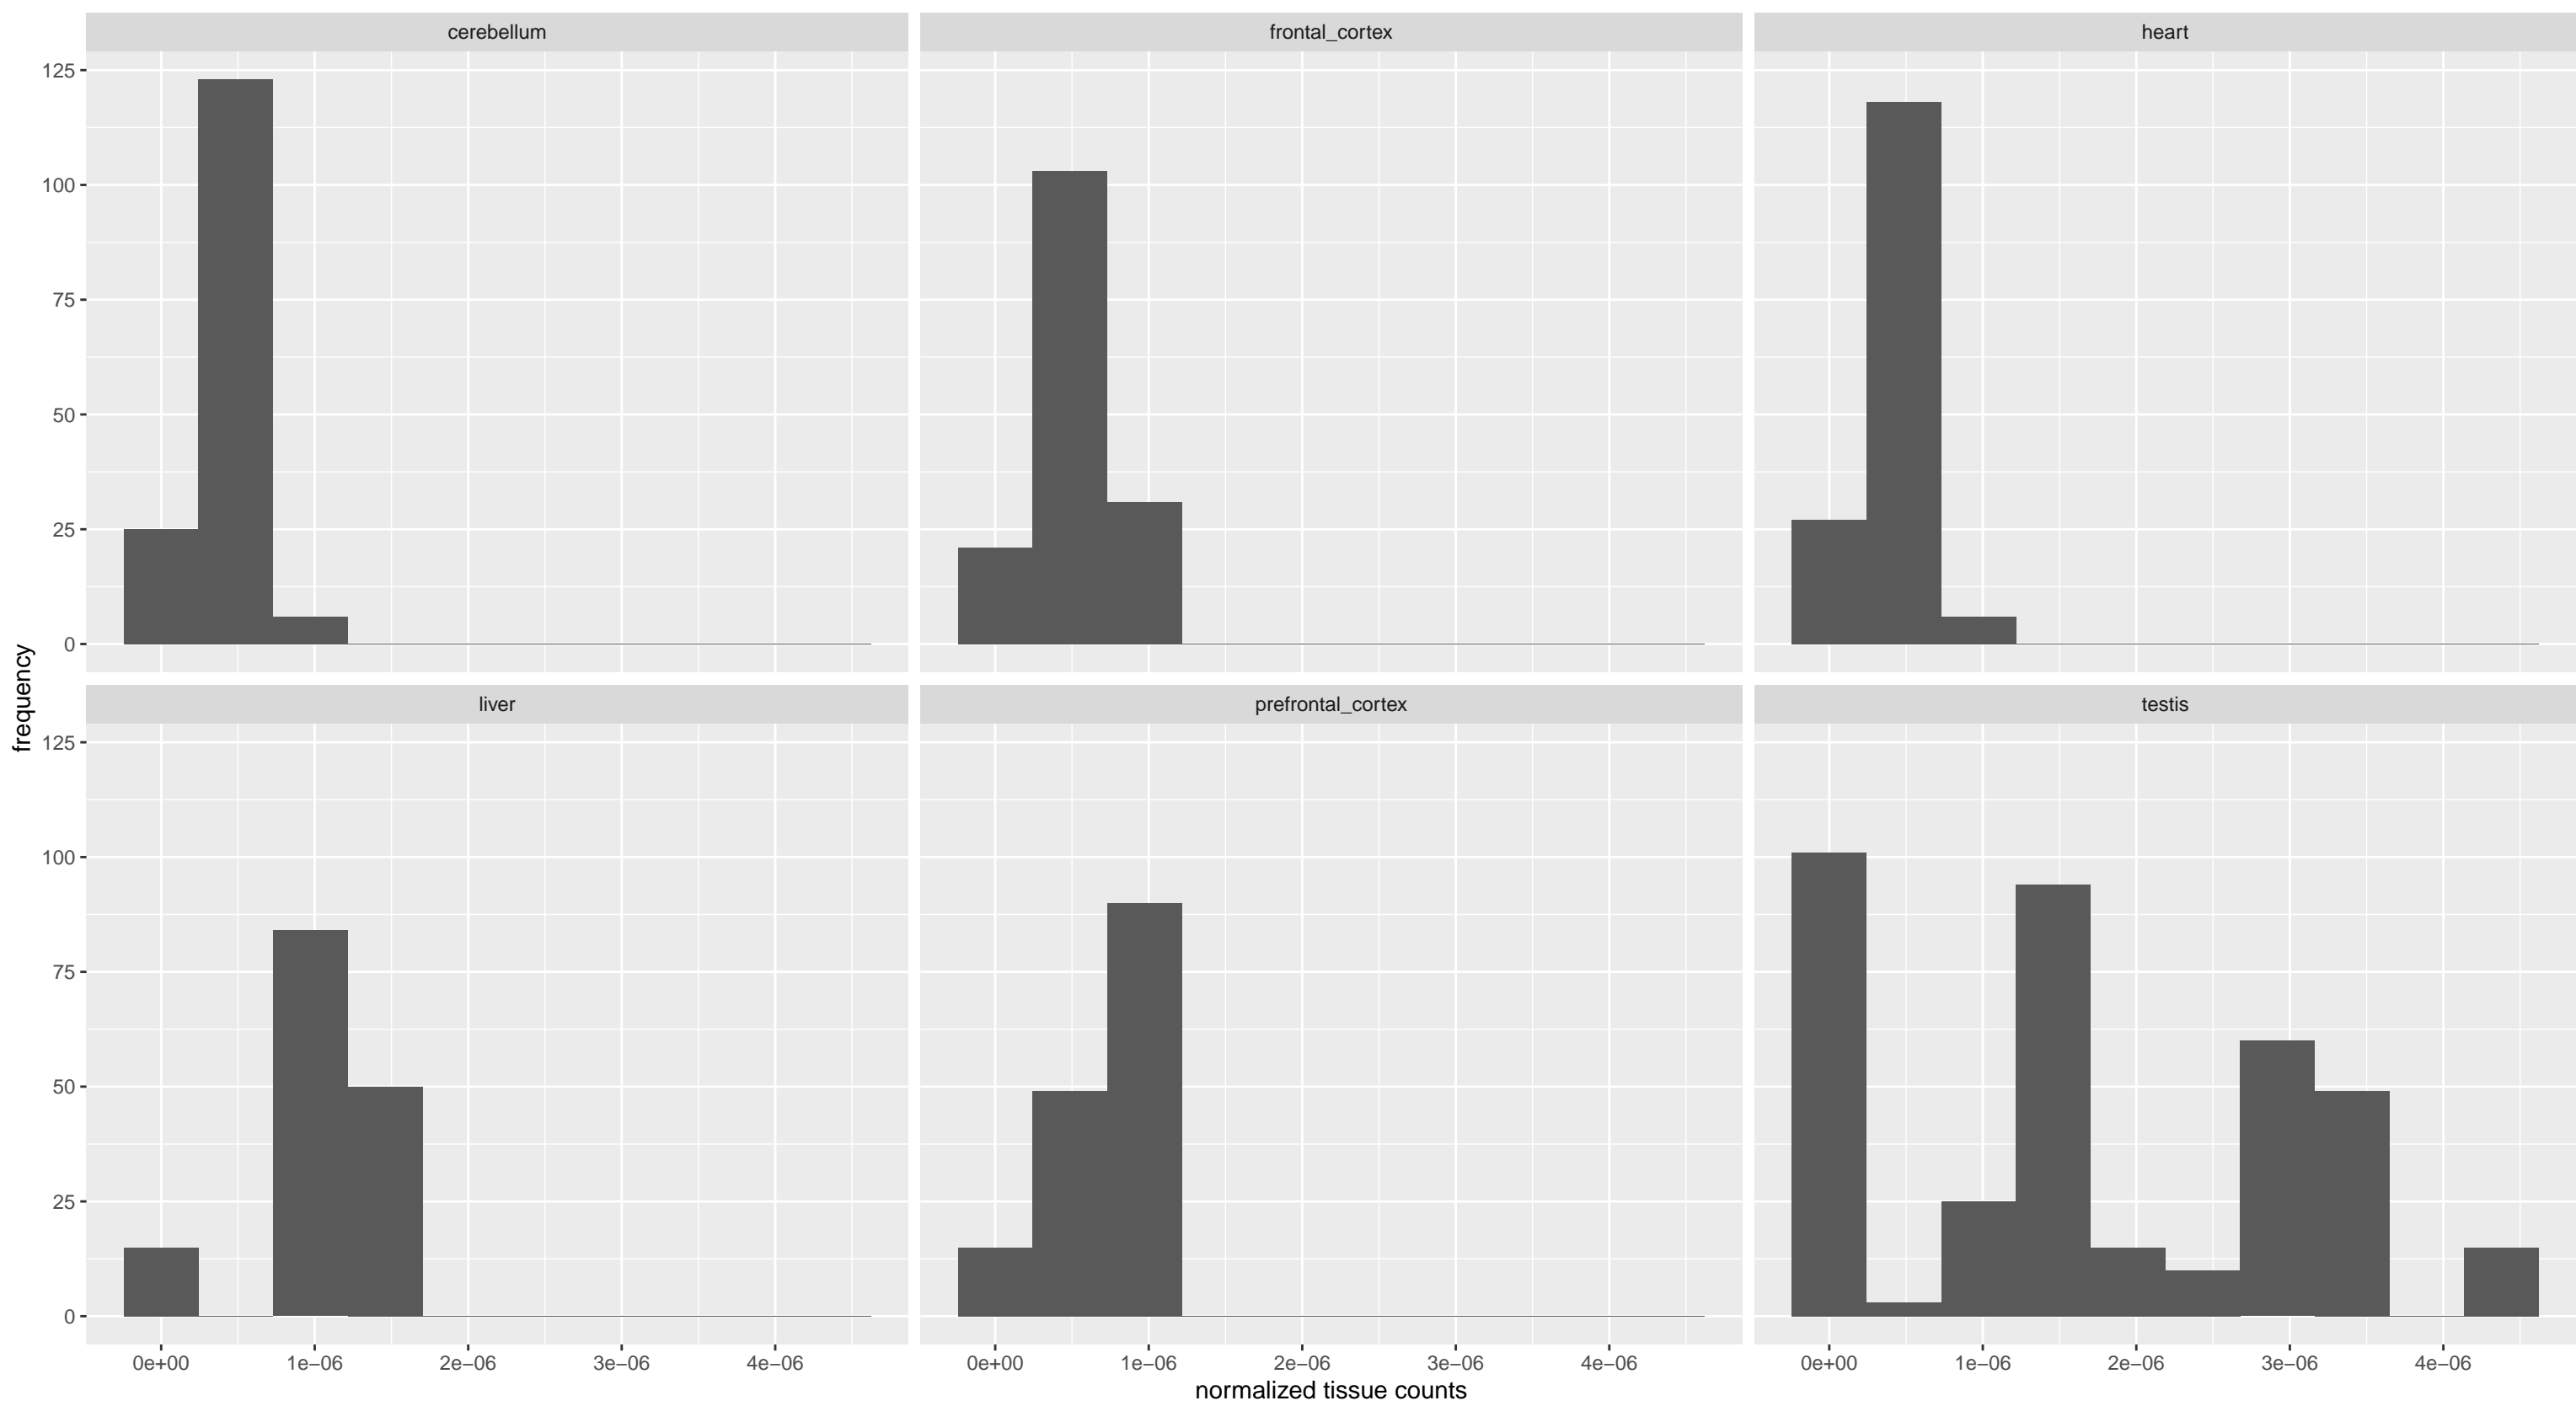 cerebellum
frontal_cortex
heart
125
100
75
50
25
0
frequency
liver
prefrontal_cortex
testis
125
100
75
50
25
0
0e+00 1e−06 2e−06 3e−06 4e−06
0e+00 1e−06 2e−06 3e−06 4e−06
0e+00 1e−06 2e−06 3e−06 4e−06
normalized tissue counts